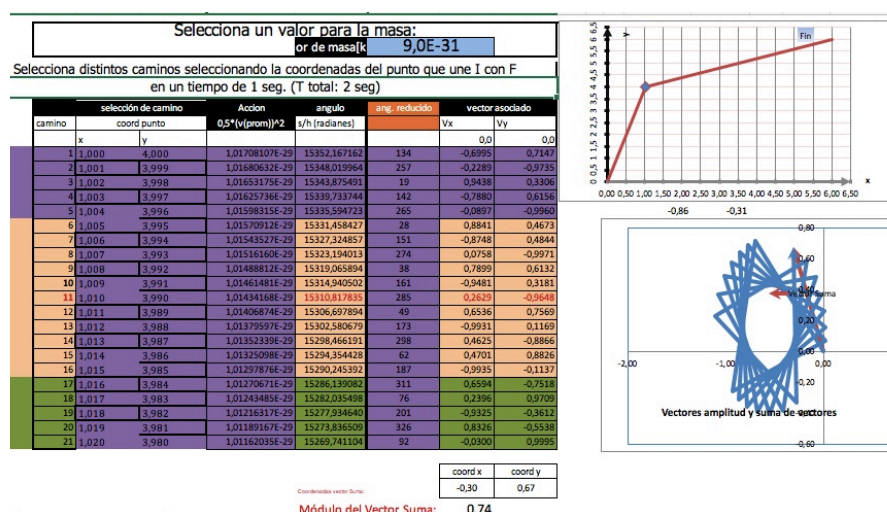 Selecciona un valor para la masa:
or de masa[k 9,0E-31
Selecciona distintos caminos seleccionando la coordenadas del punto que une I con F
en un tiempo de 1 seg. (T total: 2 seg)
selección de camino Accion angulo ang. reducido vector asociado
camino coord punto 0,5*(v(prom))^2 s/h (radianes) Vx Vy
x y 0,0 0,0
1 1,000 4,000 1,01708107E-29 15352,167162 134 -0,6995 0,7147
2 1,001 3,999 1,01680632E-29 15348,019964 257 -0,2289 -0,9735
3 1,002 3,998 1,01653175E-29 15343,875491 19 0,9438 0,3306
4 1,003 3,997 1,01625736E-29 15339,733744 142 -0,7880 0,6156
5 1,004 3,996 1,01598315E-29 15335,594723 265 -0,0897 -0,9960
6 1,005 3,995 1,01570912E-29 15331,458427 28 0,8841 0,4673
7 1,006 3,994 1,01543527E-29 15327,324857 151 -0,8748 0,4844
8 1,007 3,993 1,01516160E-29 15323,194013 274 0,0758 -0,9971
9 1,008 3,992 1,01488812E-29 15319,065894 38 0,7899 0,6132
10 1,009 3,991 1,01461481E-29 15314,940502 161 -0,9481 0,3181
11 1,010 3,990 1,01434168E-29 15310,817835 285 0,2629 -0,9648
12 1,011 3,989 1,01406874E-29 15306,697894 49 0,6536 0,7569
13 1,012 3,988 1,01379597E-29 15302,580679 173 -0,9931 0,1169
14 1,013 3,987 1,01352339E-29 15298,466191 298 0,4625 -0,8866
15 1,014 3,986 1,01325098E-29 15294,354428 62 0,4701 0,8826
16 1,015 3,985 1,01297876E-29 15290,245392 187 -0,9935 -0,1137
17 1,016 3,984 1,01270671E-29 15286,139082 311 0,6594 -0,7518
18 1,017 3,983 1,01243485E-29 15282,035498 76 0,2396 0,9709
19 1,018 3,982 1,01216317E-29 15277,934640 201 -0,9325 -0,3612
20 1,019 3,981 1,01189167E-29 15273,836509 326 0,8326 -0,5538
21 1,020 3,980 1,01162035E-29 15269,741104 92 -0,0300 0,9995
coord x coord y
Coordenadas vector Suma: -0,30 0,67
Módulo del Vector Suma: 0,74
0 0,5 1 1,5 2 2,5 3 3,5 4 4,5 5 5,5 6 6,5
Y
Fin
x
0,00 0,50 1,00 1,50 2,00 2,50 3,00 3,50 4,00 4,50 5,00 5,50 6,00 6,50
-0,86 -0,31
0,80
0,60
0,40
Vector Suma
0,20
0,00
-2,00 -1,00 0,00
-0,20
Vectores amplitud y suma de vectores
-0,40
-0,60